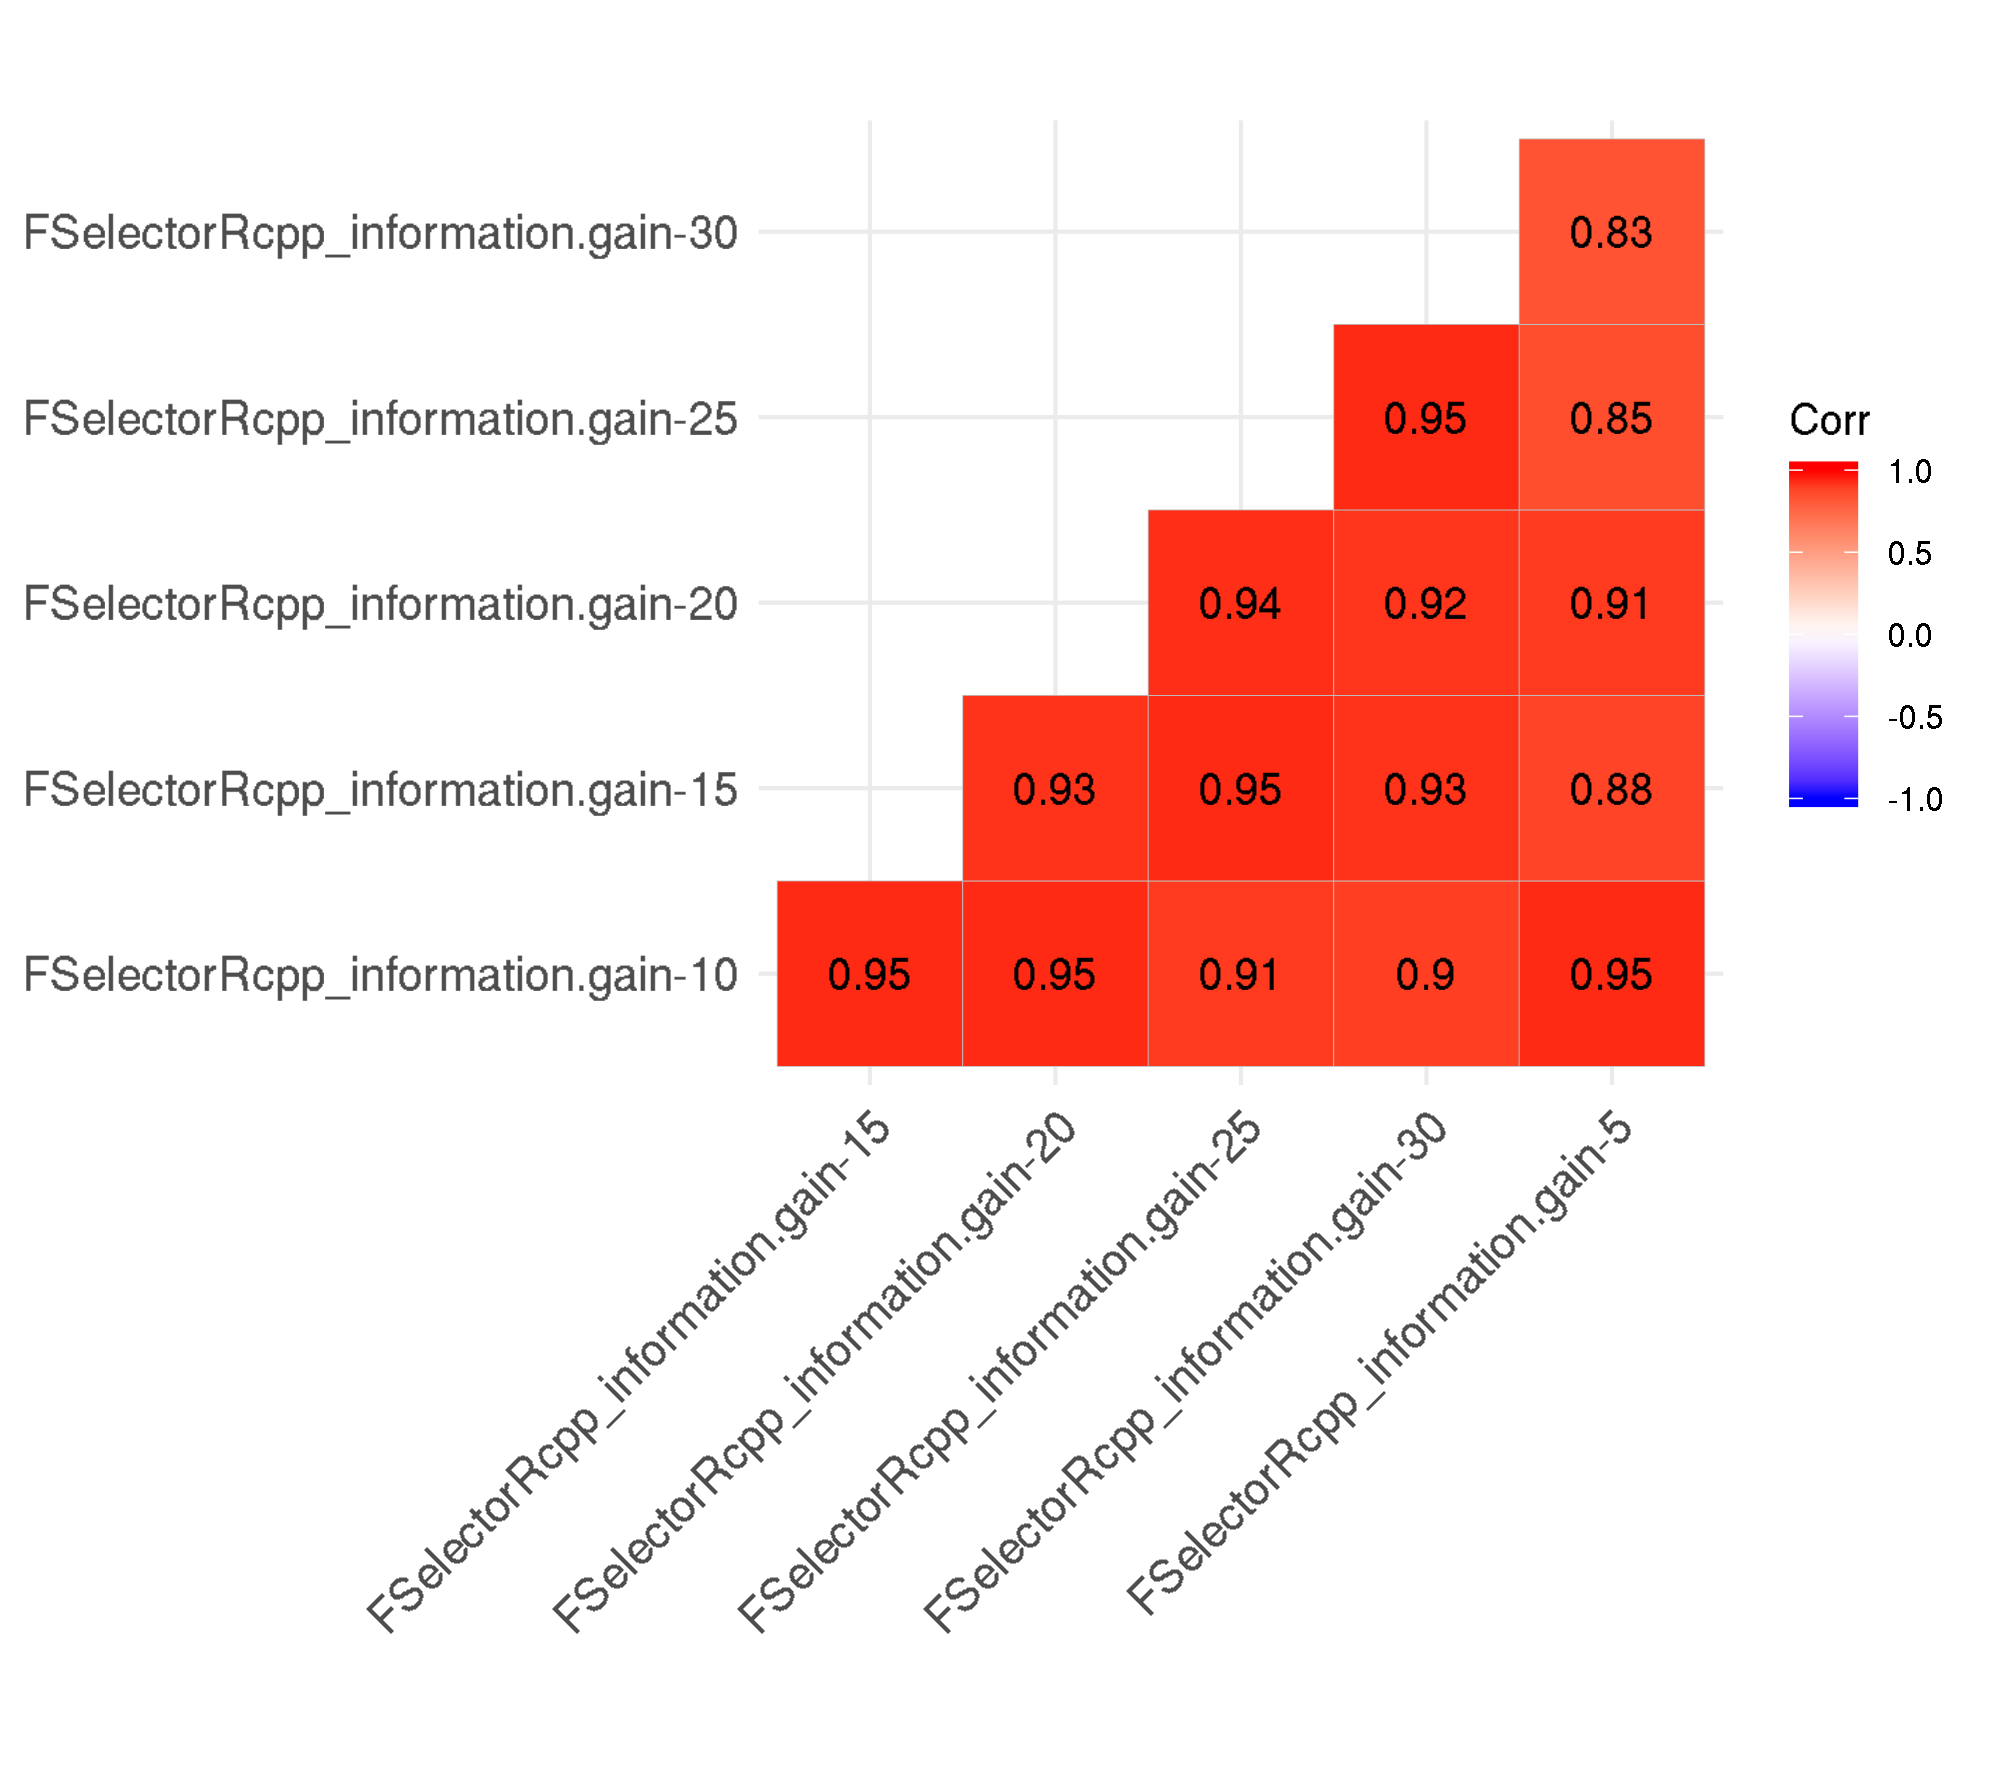 FSelectorRcpp_information.gain-30
0.83
FSelectorRcpp_information.gain-25
0.95 0.85
FSelectorRcpp_information.gain-20
0.94 0.92 0.91
FSelectorRcpp_information.gain-15
0.93 0.95 0.93 0.88
FSelectorRcpp_information.gain-10
0.95 0.95 0.91 0.9 0.95
FSelectorRcpp_information.gain-15
FSelectorRcpp_information.gain-20
FSelectorRcpp_information.gain-25
FSelectorRcpp_information.gain-30
FSelectorRcpp_information.gain-5
Corr
1.0
0.5
0.0
-0.5
-1.0